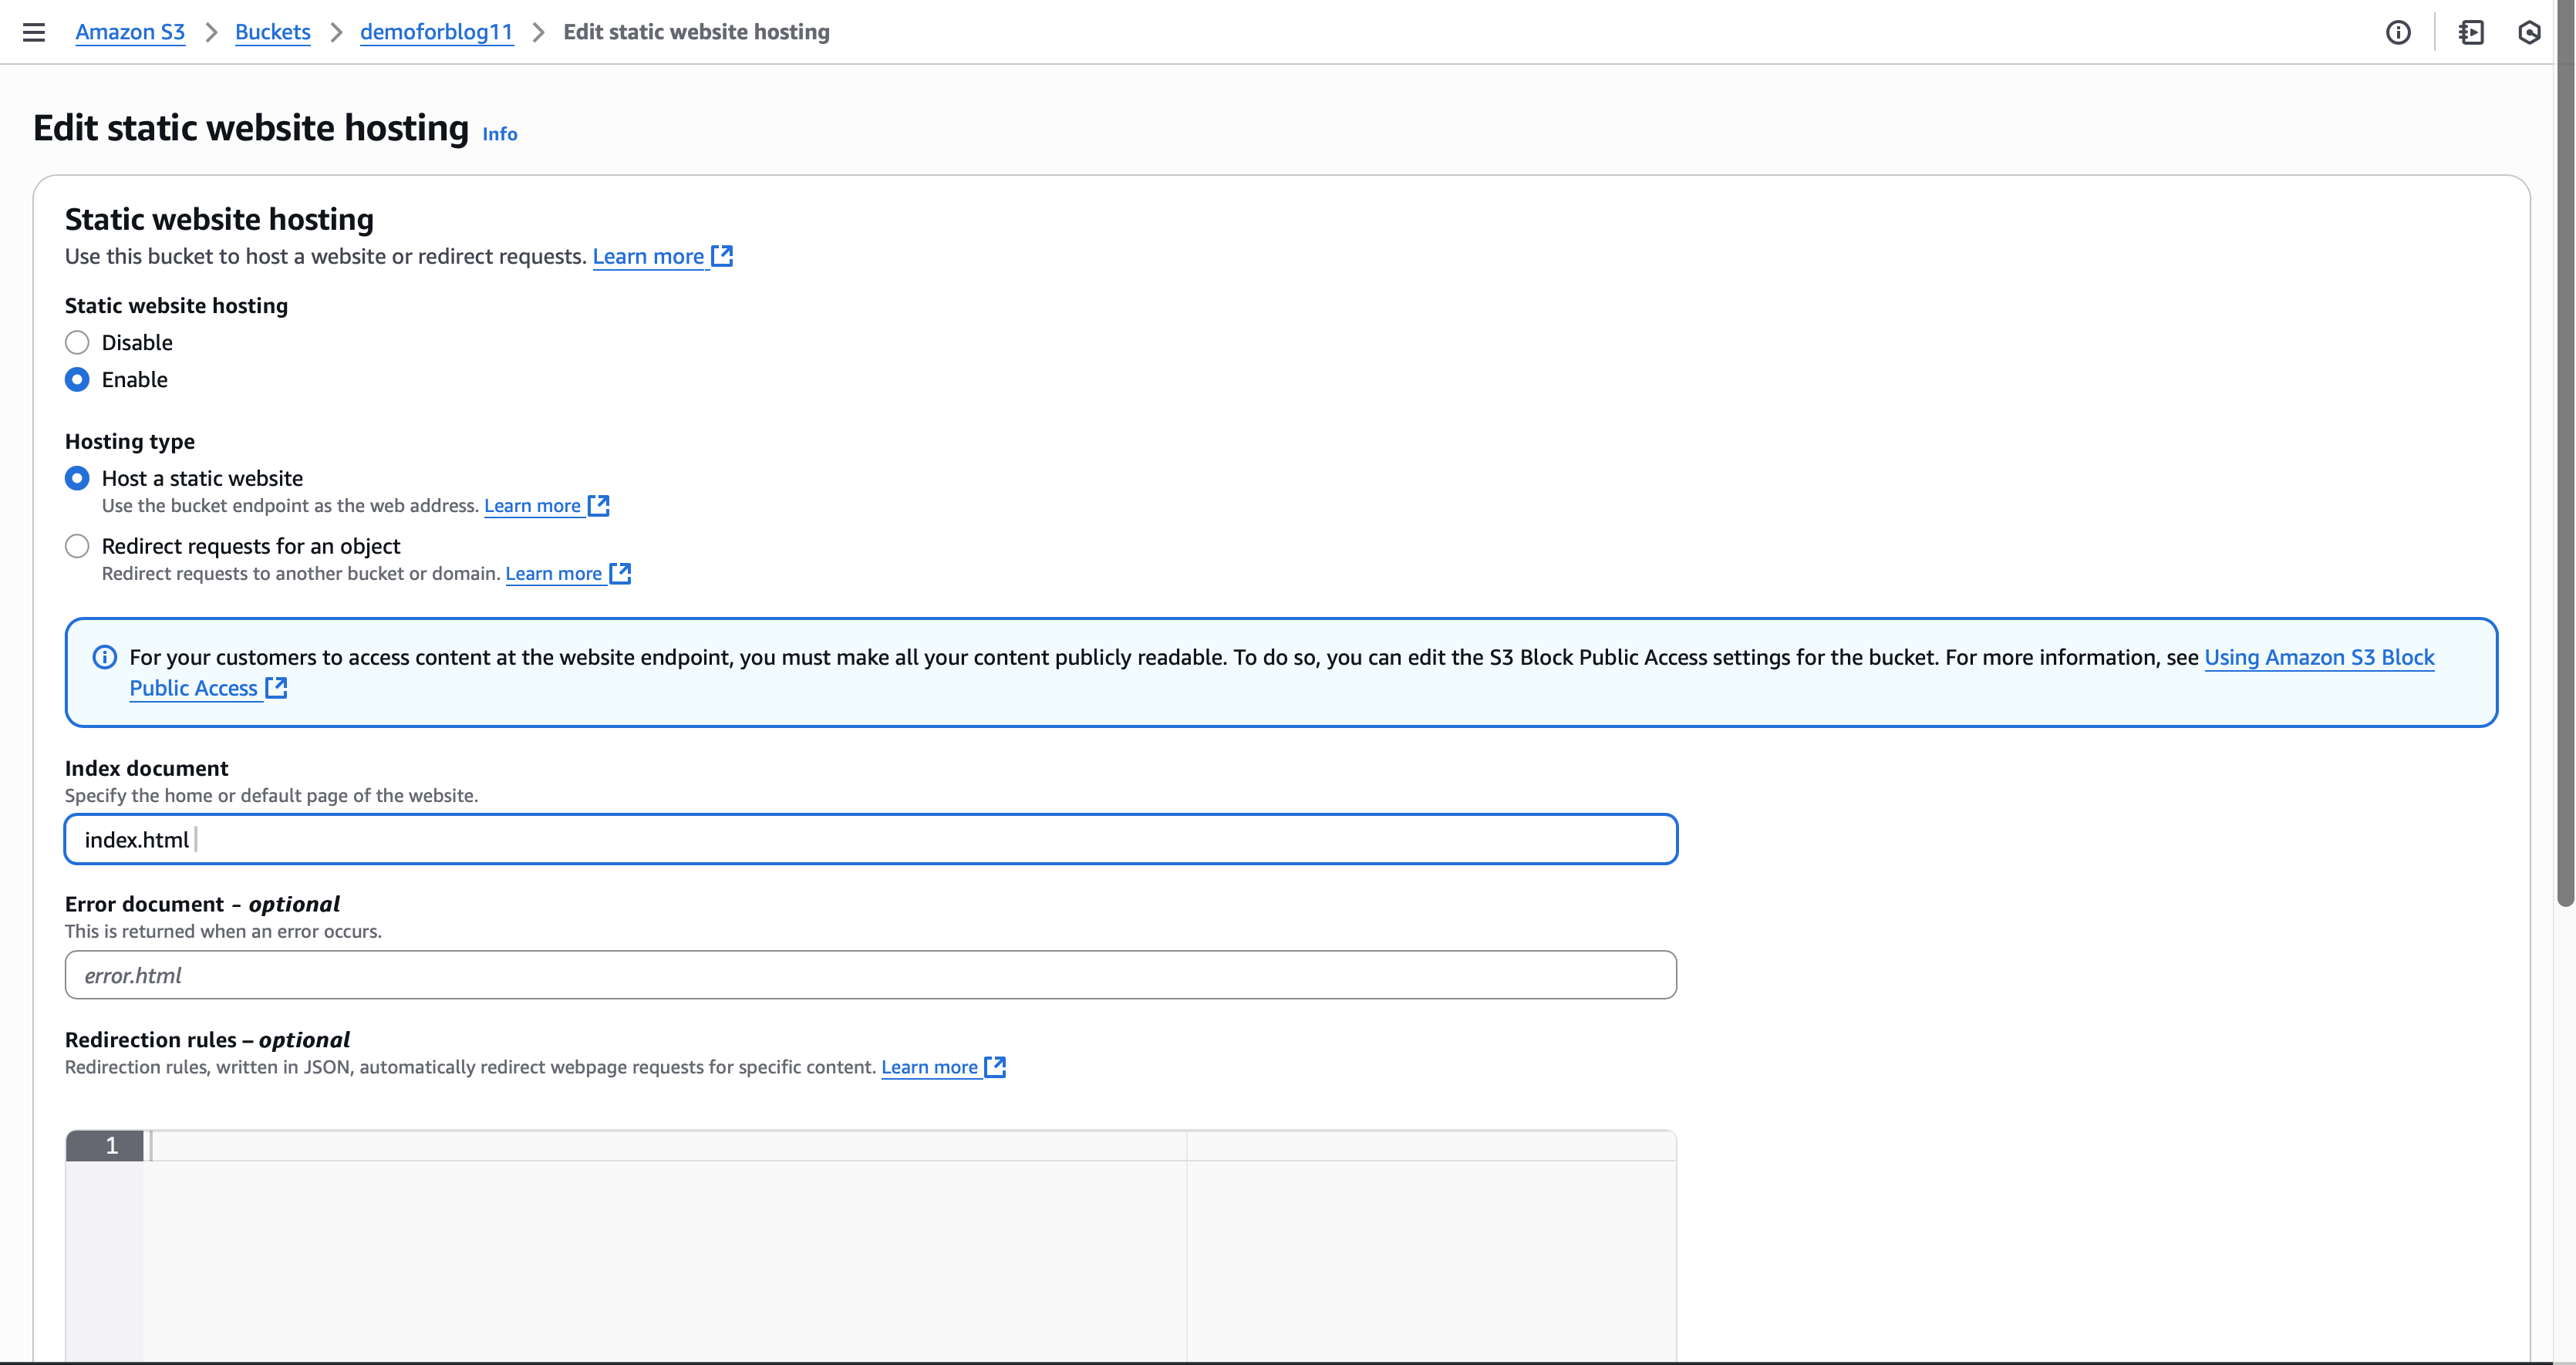 Amazon S3 > Buckets > demoforblog11 > Edit static website hosting
Edit static website hosting Info
Static website hosting
Use this bucket to host a website or redirect requests. Learn more
Static website hosting
Disable
Enable
Hosting type
Host a static website
Use the bucket endpoint as the web address. Learn more
Redirect requests for an object
Redirect requests to another bucket or domain. Learn more
For your customers to access content at the website endpoint, you must make all your content publicly readable. To do so, you can edit the S3 Block Public Access settings for the bucket. For more information, see Using Amazon S3 Block
Public Access
Index document
Specify the home or default page of the website.
index.html
Error document - optional
This is returned when an error occurs.
error.html
Redirection rules – optional
Redirection rules, written in JSON, automatically redirect webpage requests for specific content. Learn more
1